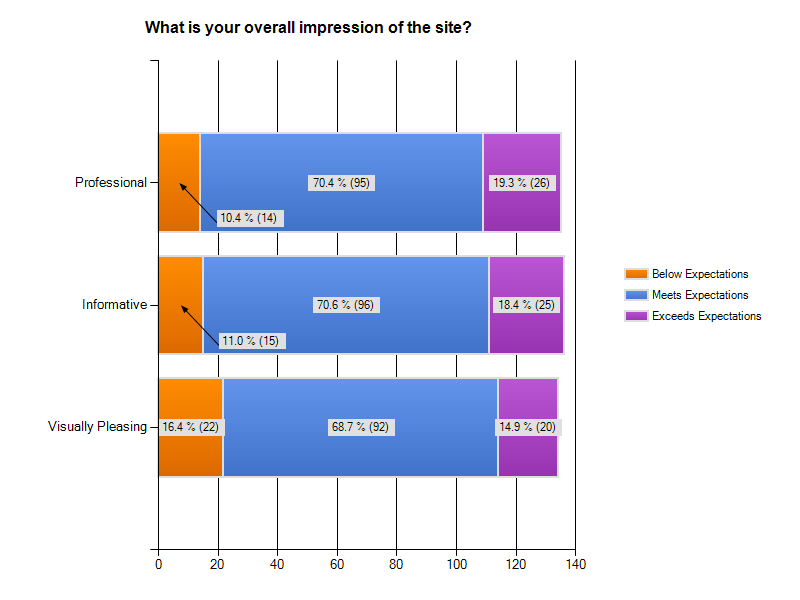 What is your overall impression of the site?
Professional
70.4 % (95)
19.3 % (26)
10.4 % (14)
Informative
70.6 % (96)
18.4 % (25)
11.0 % (15)
Visually Pleasing
16.4 % (22)
68.7 % (92)
14.9 % (20)
Below Expectations
Meets Expectations
Exceeds Expectations
0 20 40 60 80 100 120 140